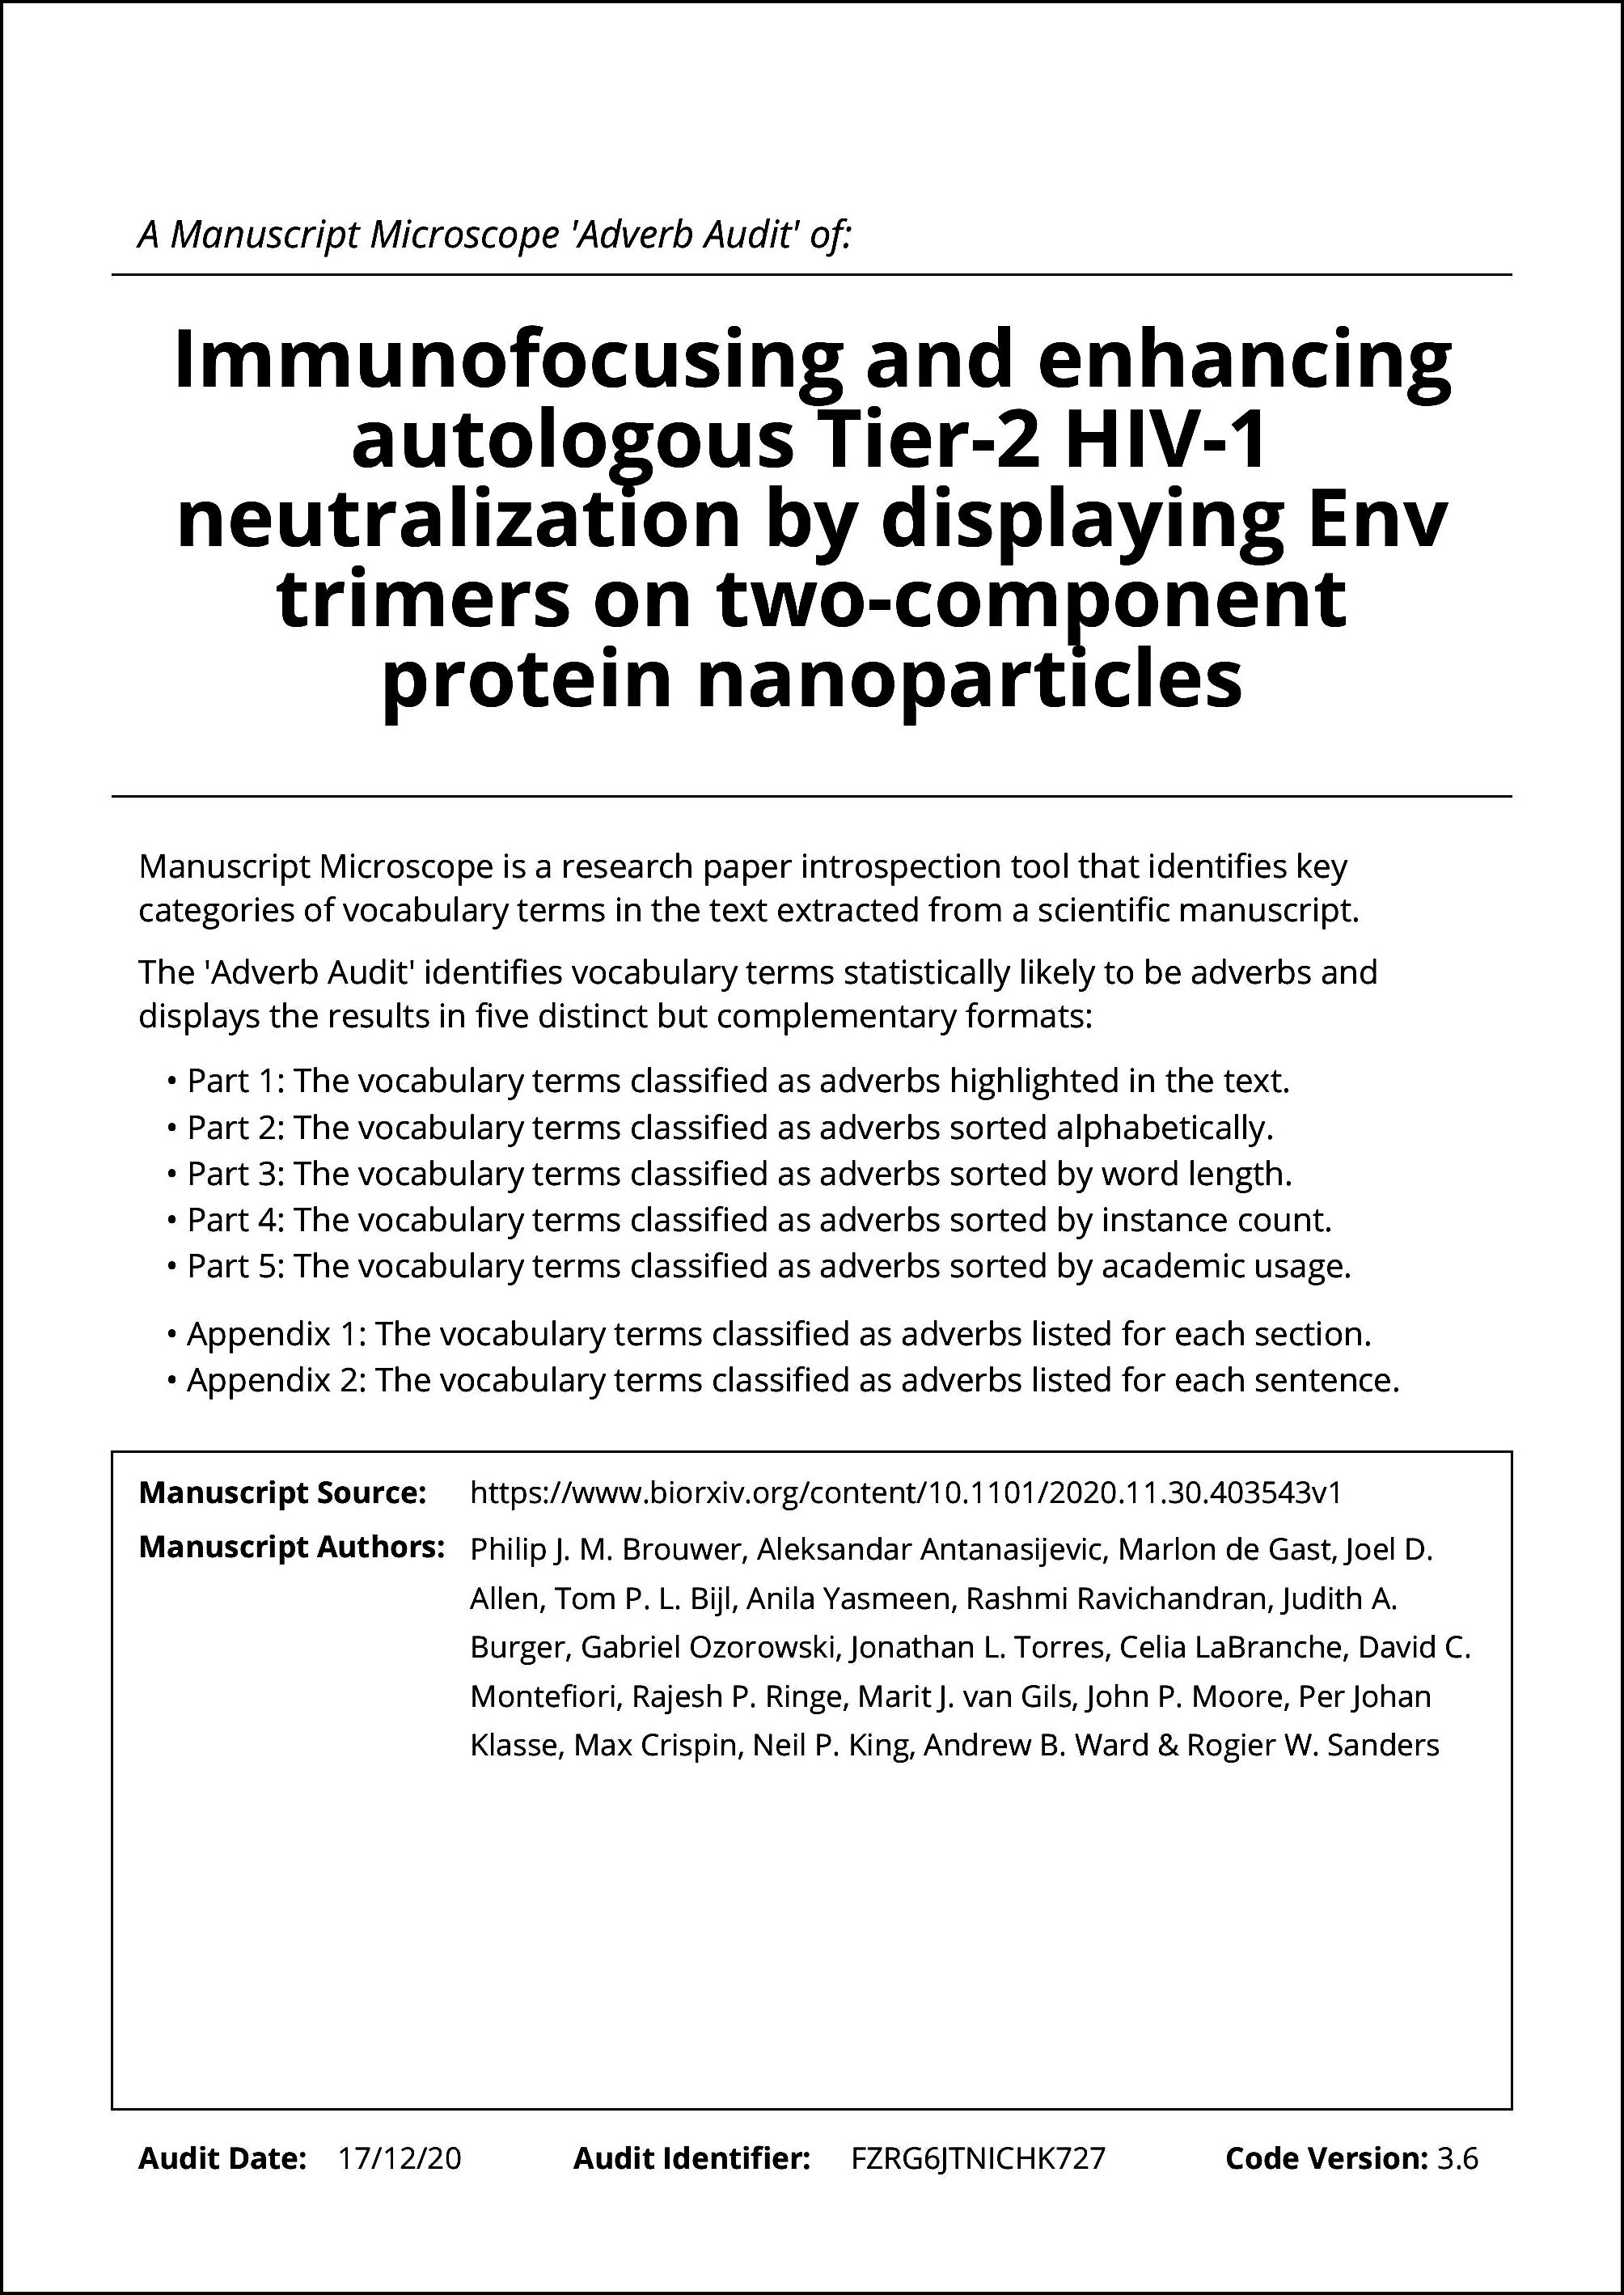 A Manuscript Microscope 'Adverb Audit' of:
Immunofocusing and enhancing
autologous Tier-2 HIV-1
neutralization by displaying Env
trimers on two-component
protein nanoparticles
Manuscript Microscope is a research paper introspection tool that identifies key
categories of vocabulary terms in the text extracted from a scientific manuscript.
The 'Adverb Audit' identifies vocabulary terms statistically likely to be adverbs and
displays the results in five distinct but complementary formats:
• Part 1: The vocabulary terms classified as adverbs highlighted in the text.
• Part 2: The vocabulary terms classified as adverbs sorted alphabetically.
• Part 3: The vocabulary terms classified as adverbs sorted by word length.
• Part 4: The vocabulary terms classified as adverbs sorted by instance count.
• Part 5: The vocabulary terms classified as adverbs sorted by academic usage.
• Appendix 1: The vocabulary terms classified as adverbs listed for each section.
• Appendix 2: The vocabulary terms classified as adverbs listed for each sentence.
Manuscript Source: https://www.biorxiv.org/content/10.1101/2020.11.30.403543v1
Manuscript Authors: Philip J. M. Brouwer, Aleksandar Antanasijevic, Marlon de Gast, Joel D.
Allen, Tom P. L. Bijl, Anila Yasmeen, Rashmi Ravichandran, Judith A.
Burger, Gabriel Ozorowski, Jonathan L. Torres, Celia LaBranche, David C.
Montefiori, Rajesh P. Ringe, Marit J. van Gils, John P. Moore, Per Johan
Klasse, Max Crispin, Neil P. King, Andrew B. Ward & Rogier W. Sanders
Audit Date: 17/12/20 Audit Identifier: FZRG6JTNICHK727 Code Version: 3.6